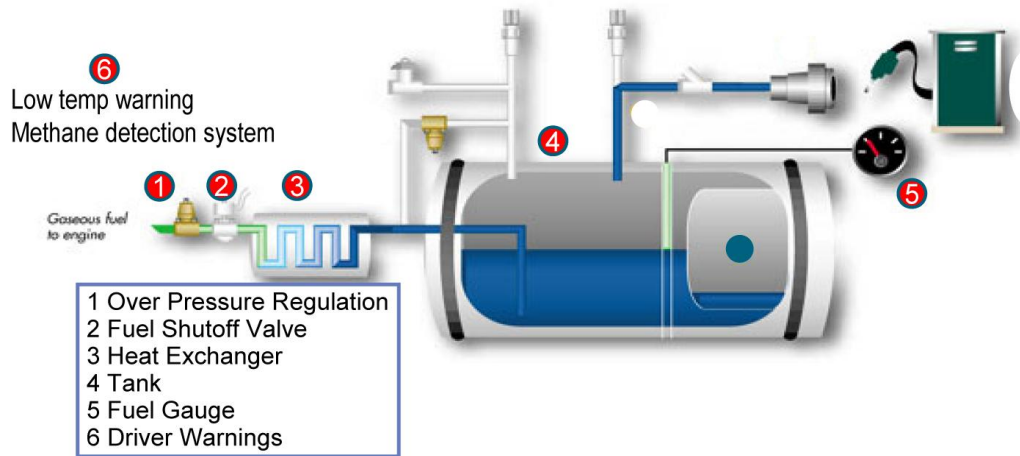 6
Low temp warning
Methane detection system
4
1
2
3
5
Gaseous fuel
to engine
1 Over Pressure Regulation
2 Fuel Shutoff Valve
3 Heat Exchanger
4 Tank
5 Fuel Gauge
6 Driver Warnings